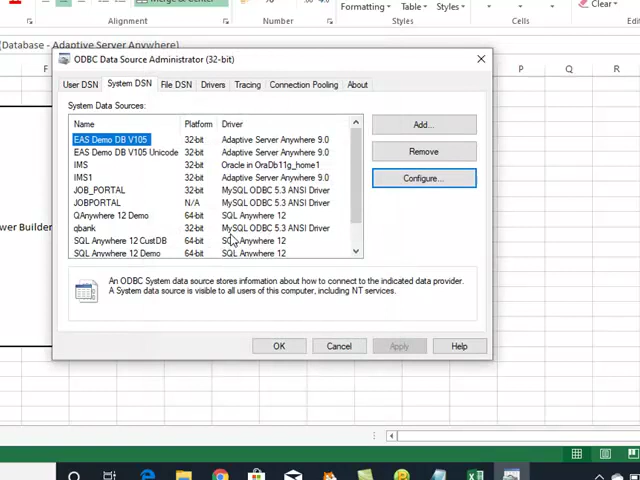 Merge & Center
Formatting
Table
Styles
Clear
Alignment
Styles
Cells
(Database - Adaptive Server Anywhere)
ODBC Data Source Administrator (32-bit)
F
P
Q
R
User DSN
System DSN
File DSN
Drivers
Tracing
Connection Pooling
About
System Data Sources:
Name Platform Driver
EAS Demo DB V105 32-bit Adaptive Server Anywhere 9.0
EAS Demo DB V105 Unicode 32-bit Adaptive Server Anywhere 9.0
IMS 32-bit Oracle in OraDb11g_home1
IMS1 32-bit Adaptive Server Anywhere 9.0
JOB_PORTAL 32-bit MySQL ODBC 5.3 ANSI Driver
JOBPORTAL N/A MySQL ODBC 5.3 ANSI Driver
QAnywhere 12 Demo 64-bit SQL Anywhere 12
qbank 32-bit MySQL ODBC 5.3 ANSI Driver
SQL Anywhere 12 CustDB 64-bit SQL Anywhere 12
SQL Anywhere 12 Demo 64-bit SQL Anywhere 12
Add...
Remove
Configure...
ower Builder
An ODBC System data source stores information about how to connect to the indicated data provider.
A System data source is visible to all users of this computer, including NT services.
OK
Cancel
Apply
Help